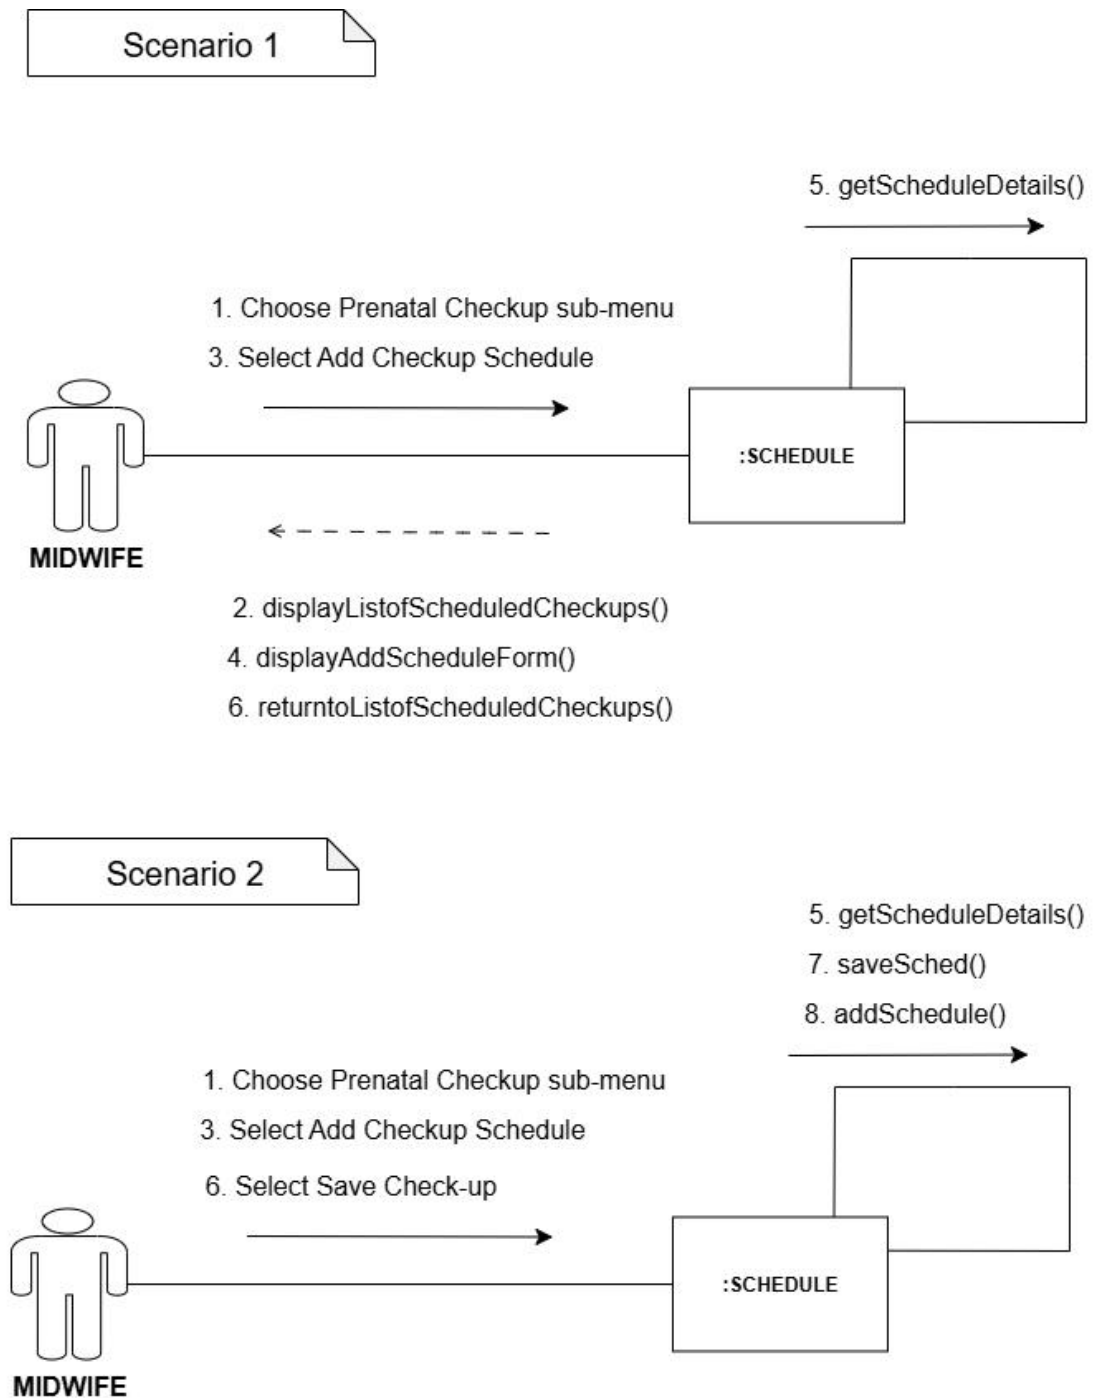 Scenario 1
5. getScheduleDetails()
1. Choose Prenatal Checkup sub-menu
3. Select Add Checkup Schedule
:SCHEDULE
MIDWIFE
2. displayListofScheduledCheckups()
4. displayAddScheduleForm()
6. returntoListofScheduledCheckups()
Scenario 2
5. getScheduleDetails()
7. saveSched()
8. addSchedule()
1. Choose Prenatal Checkup sub-menu
3. Select Add Checkup Schedule
6. Select Save Check-up
:SCHEDULE
MIDWIFE